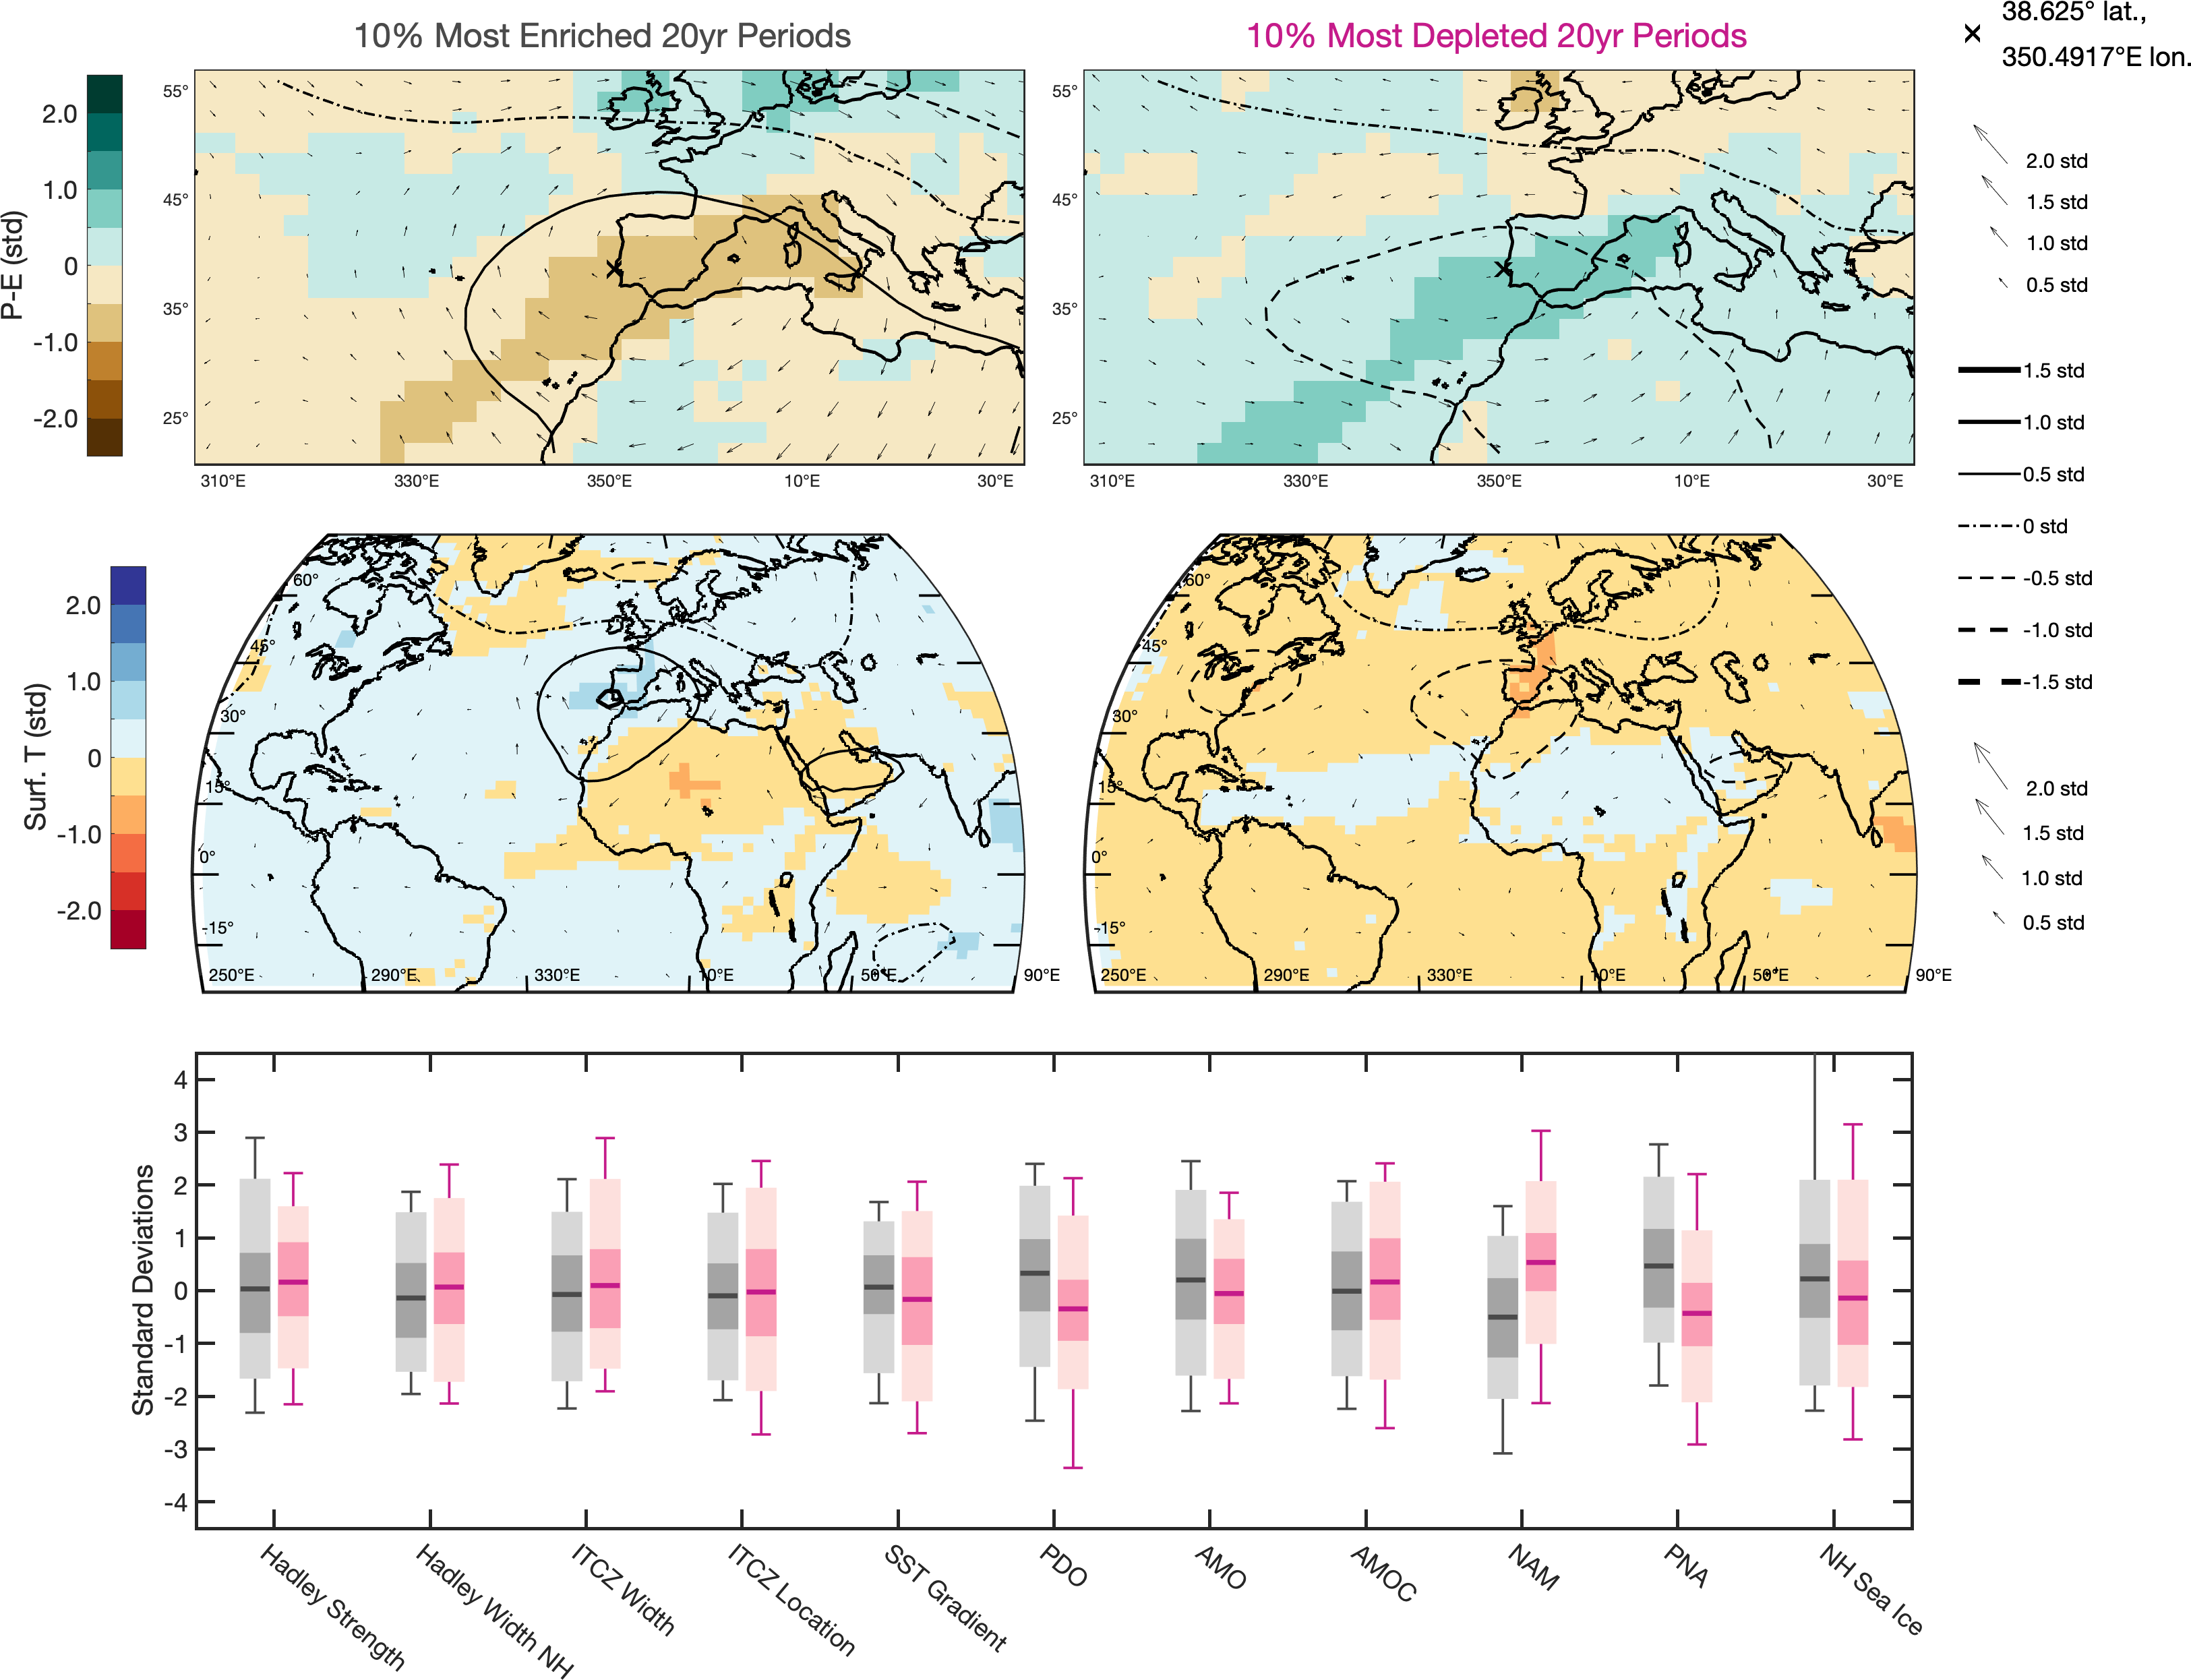 10% Most Enriched 20yr Periods
10% Most Depleted 20yr Periods
38.625° lat.,
350.4917°E lon.
P-E (std)
2.0
1.0
0
-1.0
-2.0
55°
45°
35°
25°
310°E
330°E
350°E
10°E
30°E
55°
45°
35°
25°
310°E
330°E
350°E
10°E
30°E
2.0 std
1.5 std
1.0 std
0.5 std
1.5 std
1.0 std
0.5 std
0 std
-0.5 std
-1.0 std
-1.5 std
2.0 std
1.5 std
1.0 std
0.5 std
Surf. T (std)
2.0
1.0
0
-1.0
-2.0
60°
45°
30°
15°
0°
-15°
250°E
290°E
330°E
10°E
50°E
90°E
60°
45°
30°
15°
0°
-15°
250°E
290°E
330°E
10°E
50°E
90°E
Standard Deviations
4
3
2
1
0
-1
-2
-3
-4
Hadley Strength
Hadley Width NH
ITCZ Width
ITCZ Location
SST Gradient
PDO
AMO
AMOC
NAM
PNA
NH Sea Ice